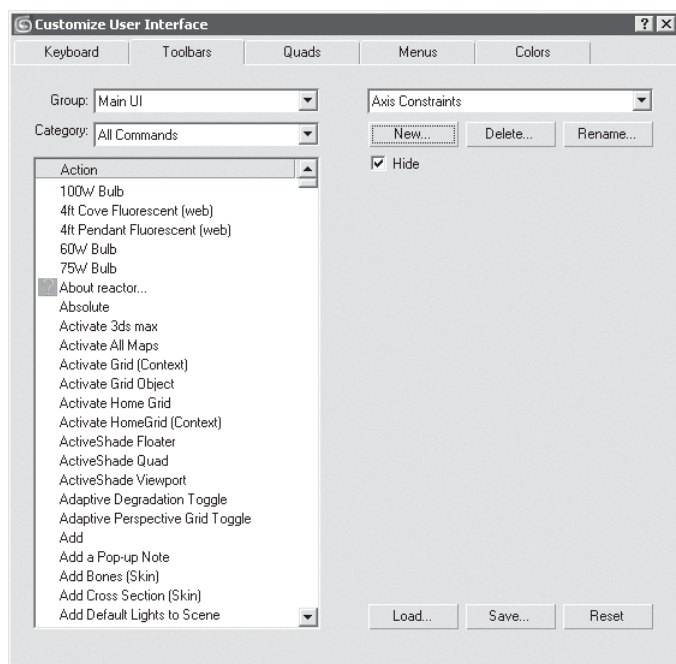 Customize User Interface
Keyboard Toolbars Quads Menus Colors
Group: Main UI
Category: All Commands
Action
100W Bulb
4ft Cove Fluorescent (web)
4ft Pendant Fluorescent (web)
60W Bulb
75W Bulb
About reactor...
Absolute
Activate 3ds max
Activate All Maps
Activate Grid (Context)
Activate Grid Object
Activate Home Grid
Activate HomeGrid (Context)
ActiveShade Floater
ActiveShade Quad
ActiveShade Viewport
Adaptive Degradation Toggle
Adaptive Perspective Grid Toggle
Add
Add a Pop-up Note
Add Bones (Skin)
Add Cross Section (Skin)
Add Default Lights to Scene
Axis Constraints
New... Delete... Rename...
Hide
Load... Save... Reset